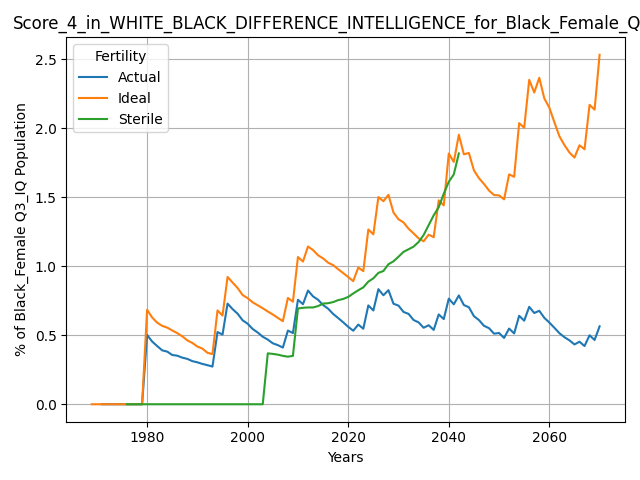 Score_4_in_WHITE_BLACK_DIFFERENCE_INTELLIGENCE_for_Black_Female_Q
Fertility
Actual
Ideal
Sterile
% of Black_Female Q3_IQ Population
2.5
2.0
1.5
1.0
0.5
0.0
1980 2000 2020 2040 2060
Years